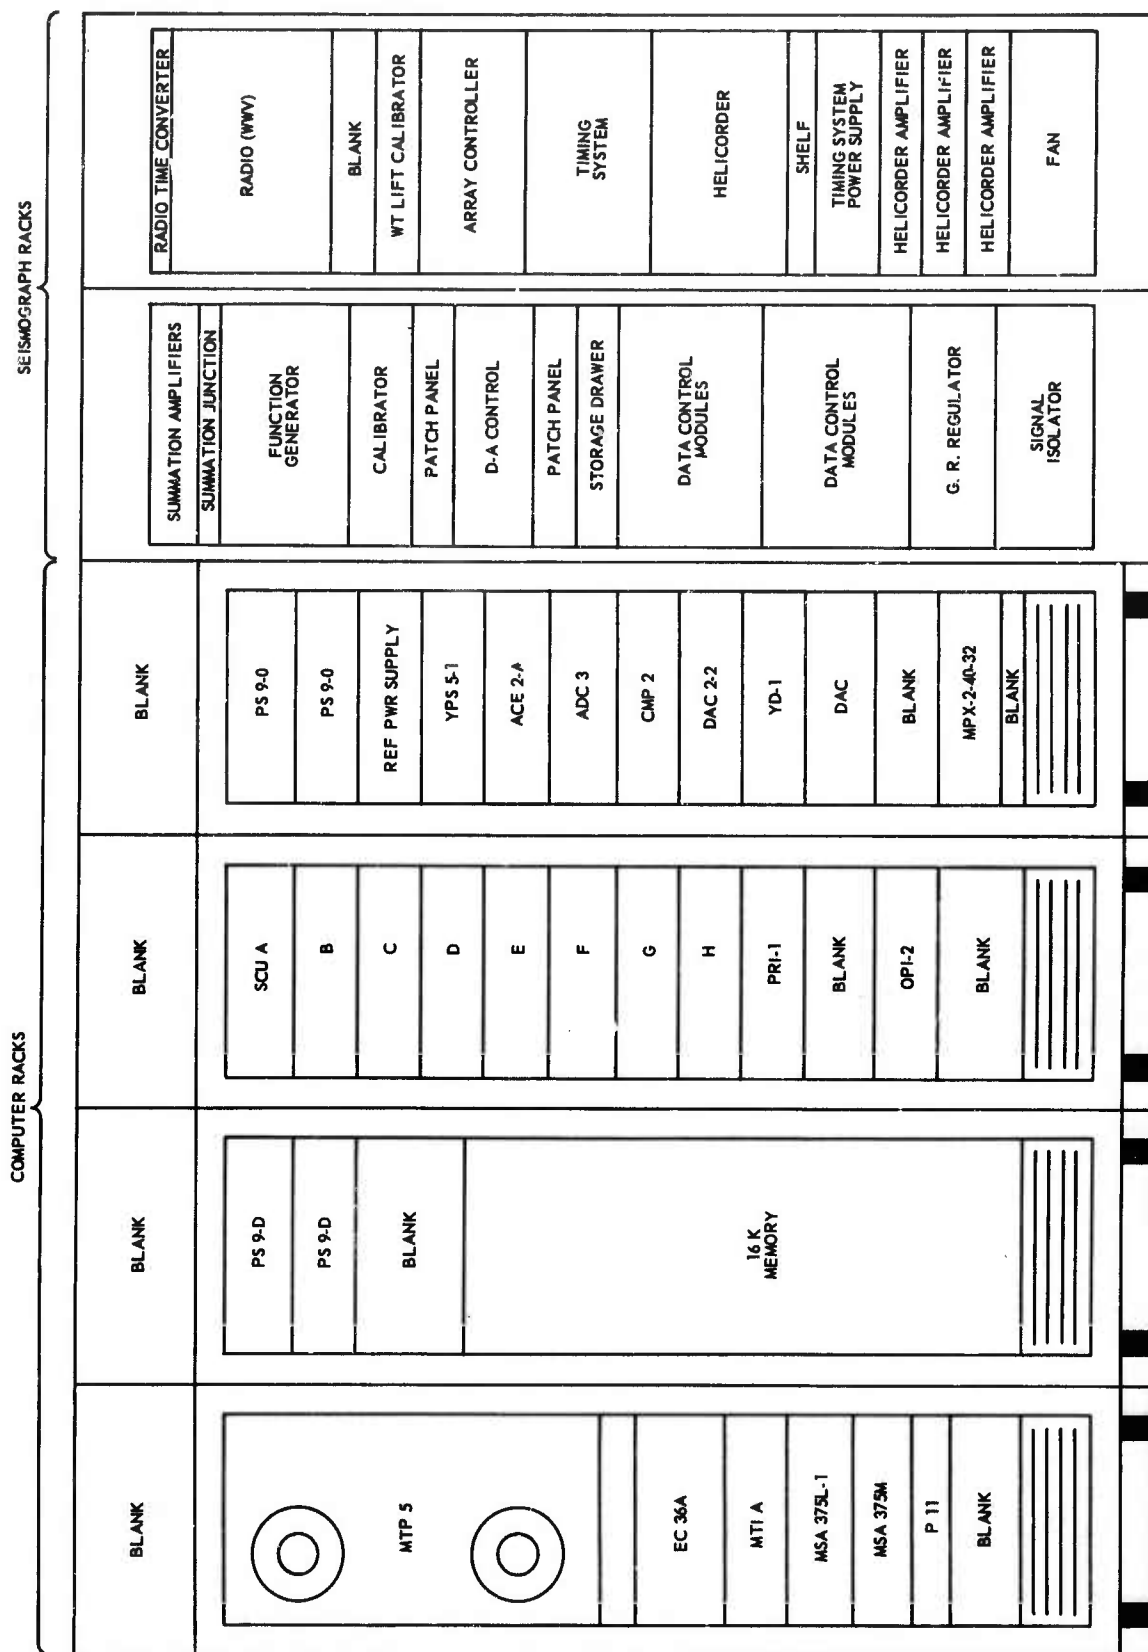 COMPUTER RACKS
SEISMOGRAPH RACKS
BLANK
MTP 5
EC 36A
MTI A
MSA 375L-1
MSA 375M
P 11
BLANK
BLANK
PS 9-D
PS 9-D
BLANK
16 K
MEMORY
BLANK
SCU A
B
C
D
E
F
G
H
PRI-1
BLANK
OPI-2
BLANK
BLANK
PS 9-0
PS 9-0
REF PWR SUPPLY
YPS 5-1
ACE 2-A
ADC 3
CMP 2
DAC 2-2
YD-1
DAC
BLANK
MPX-2-40-32
BLANK
SUMMATION AMPLIFIERS
SUMMATION JUNCTION
FUNCTION
GENERATOR
CALIBRATOR
PATCH PANEL
D-A CONTROL
PATCH PANEL
STORAGE DRAWER
DATA CONTROL
MODULES
DATA CONTROL
MODULES
G. R. REGULATOR
SIGNAL
ISOLATOR
RADIO TIME CONVERTER
RADIO (WWV)
BLANK
WT LIFT CALIBRATOR
ARRAY CONTROLLER
TIMING
SYSTEM
HELICORDER
SHELF
TIMING SYSTEM
POWER SUPPLY
HELICORDER AMPLIFIER
HELICORDER AMPLIFIER
HELICORDER AMPLIFIER
FAN